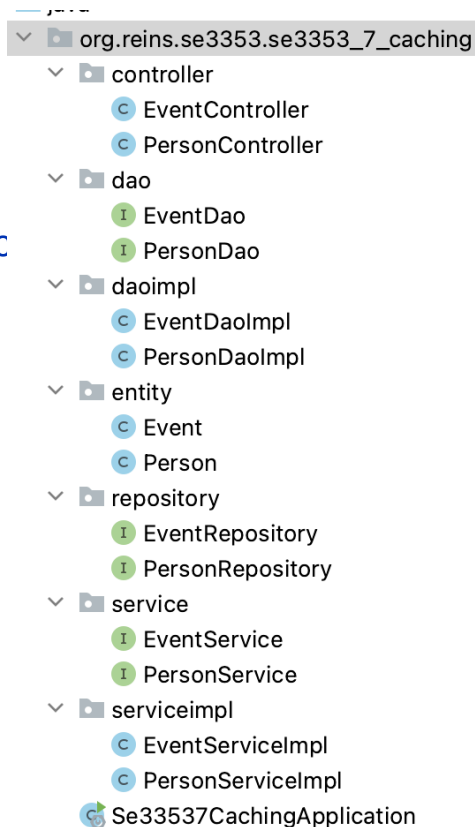 java
org.reins.se3353.se3353_7_caching
controller
C EventController
C PersonController
dao
I EventDao
I PersonDao
daoimpl
C EventDaoImpl
C PersonDaoImpl
entity
C Event
C Person
repository
I EventRepository
I PersonRepository
service
I EventService
I PersonService
serviceimpl
C EventServiceImpl
C PersonServiceImpl
Se33537CachingApplication